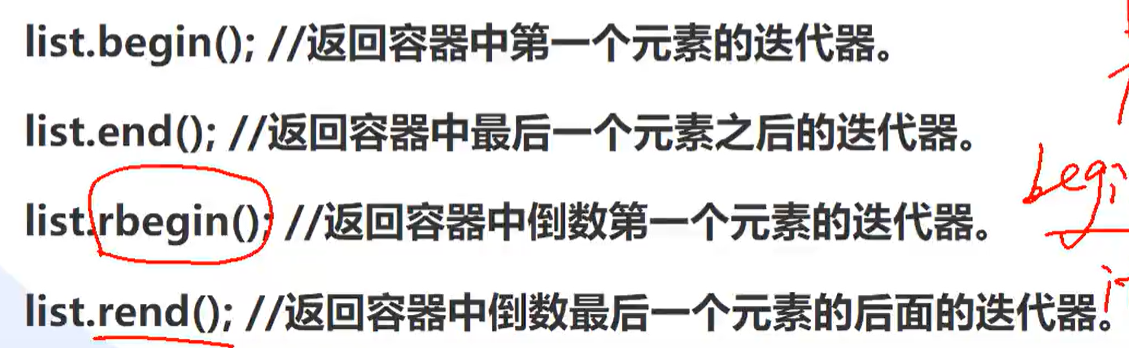 list.begin(); //返回容器中第一个元素的迭代器。
list.end(); //返回容器中最后一个元素之后的迭代器。
list.rbegin(); //返回容器中倒数第一个元素的迭代器。
begi
list.rend(); //返回容器中倒数最后一个元素的后面的迭代器。